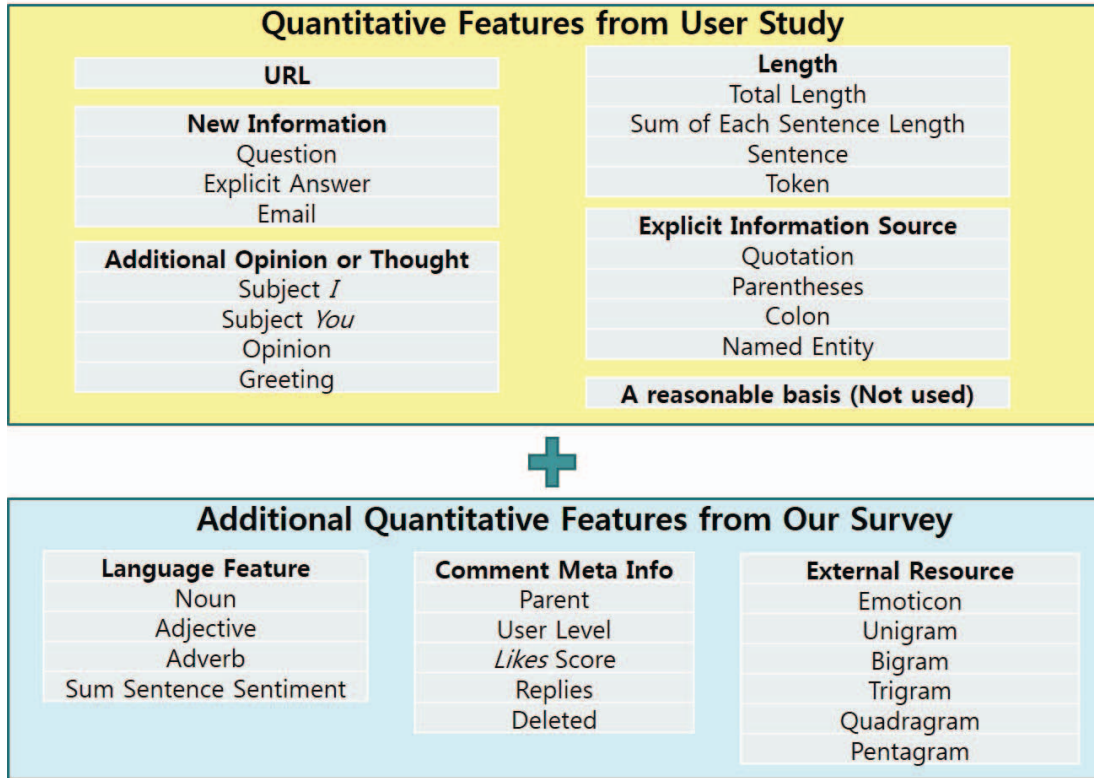 Quantitative Features from User Study
URL
New Information
Question
Explicit Answer
Email
Additional Opinion or Thought
Subject I
Subject You
Opinion
Greeting
Length
Total Length
Sum of Each Sentence Length
Sentence
Token
Explicit Information Source
Quotation
Parentheses
Colon
Named Entity
A reasonable basis (Not used)
Additional Quantitative Features from Our Survey
Language Feature
Noun
Adjective
Adverb
Sum Sentence Sentiment
Comment Meta Info
Parent
User Level
Likes Score
Replies
Deleted
External Resource
Emoticon
Unigram
Bigram
Trigram
Quadragram
Pentagram